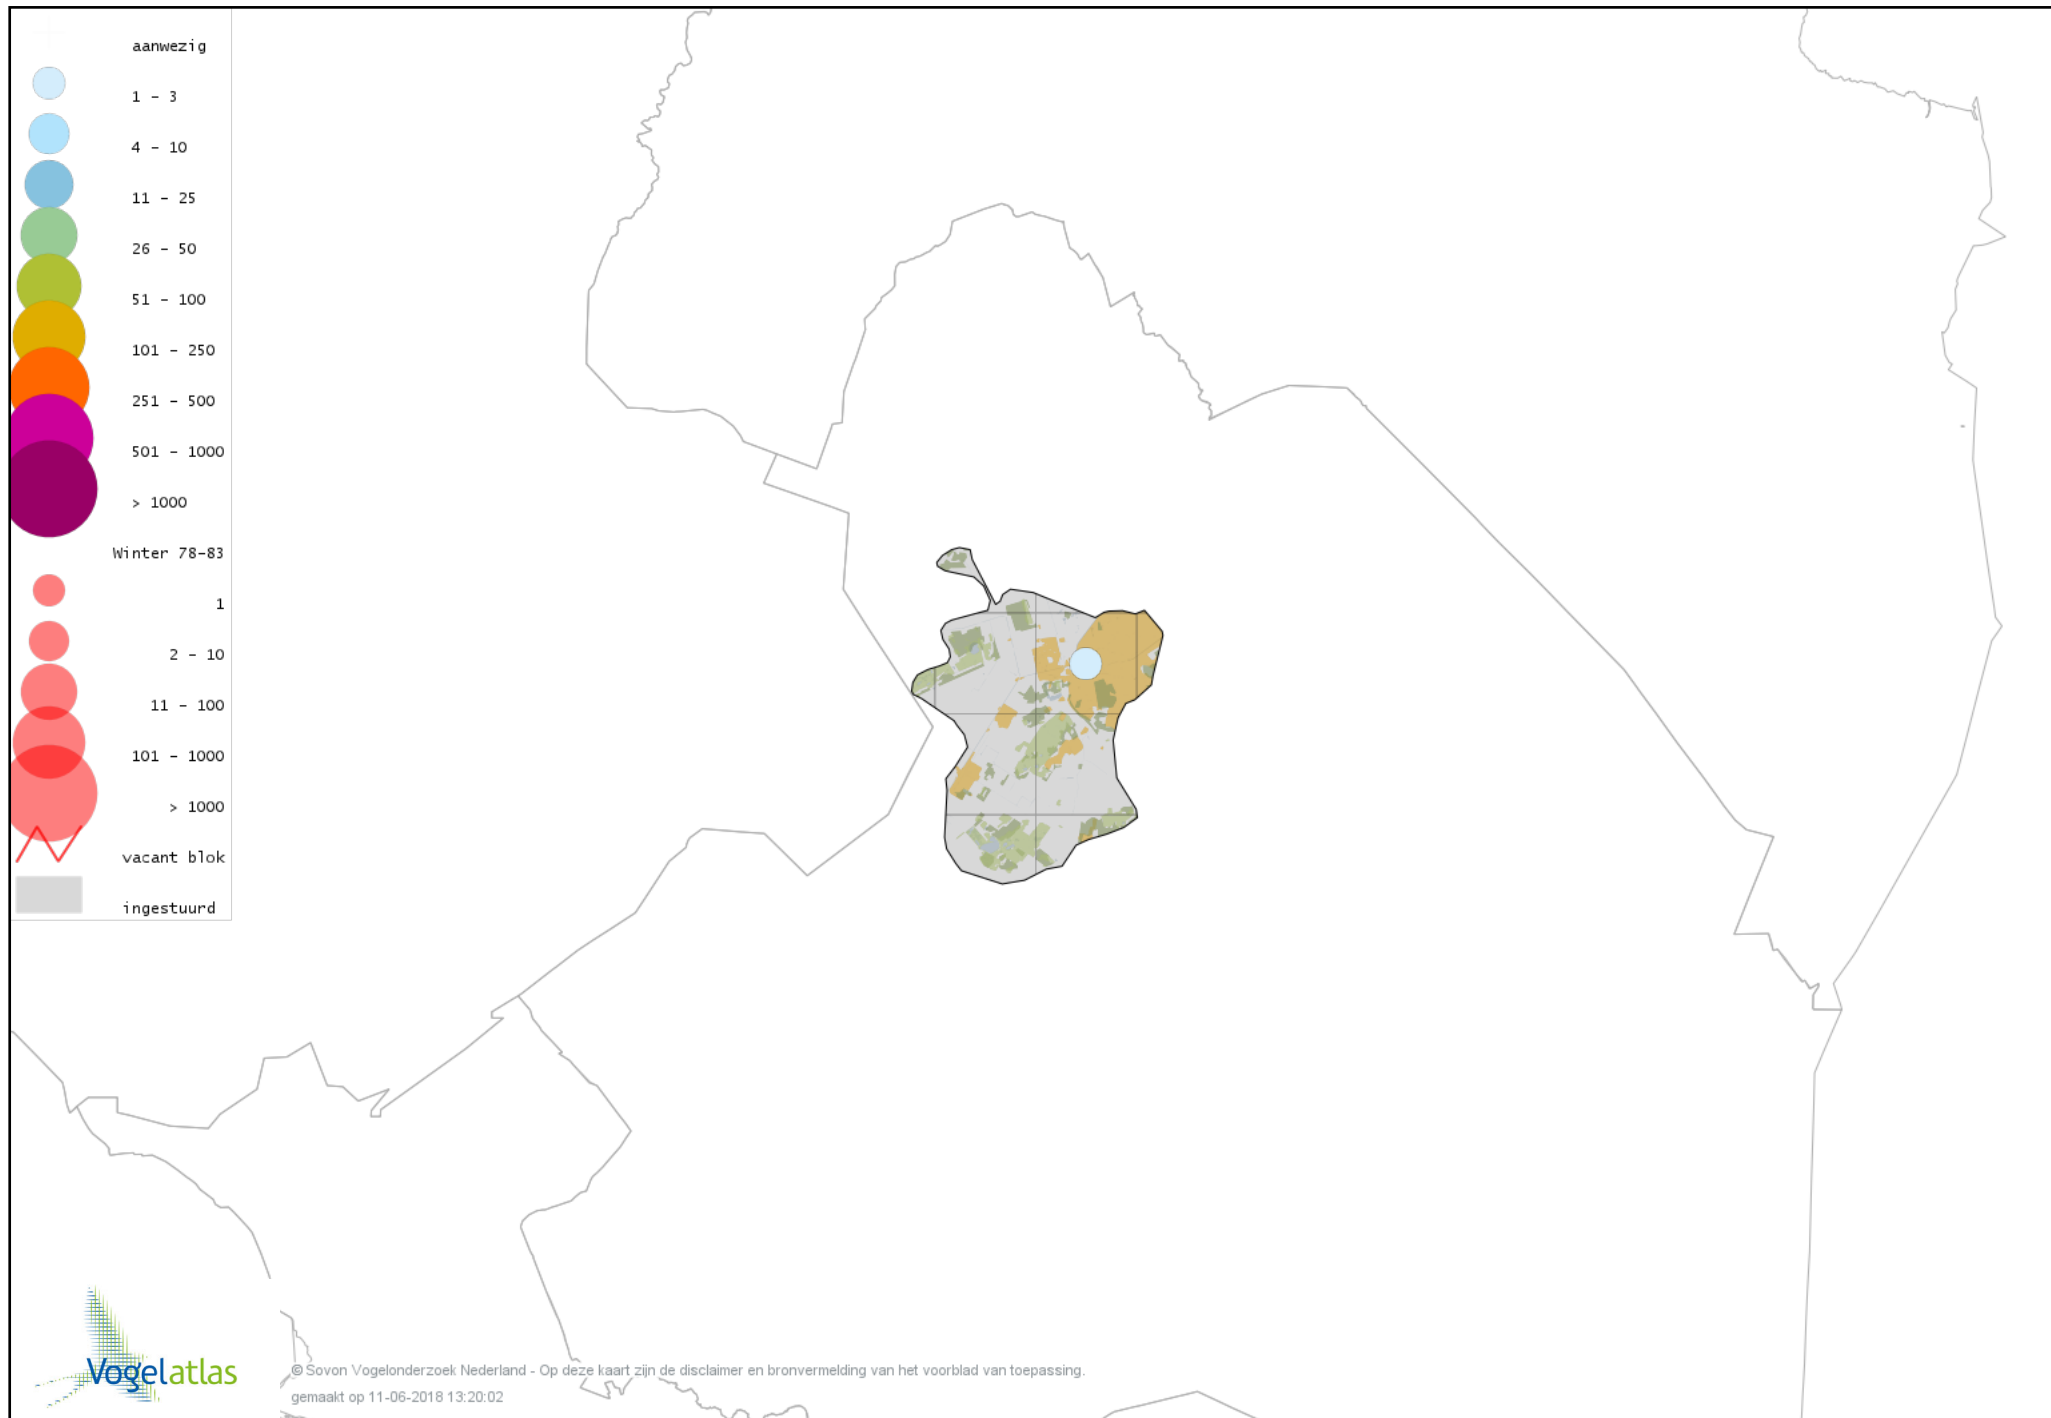 aanwezig
1 - 3
4 - 10
11 - 25
26 - 50
51 - 100
101 - 250
251 - 500
501 - 1000
> 1000
Winter 78-83
1
2 - 10
11 - 100
101 - 1000
> 1000
vacant blok
ingestuurd
Vogelatlas
© Sovon Vogelonderzoek Nederland - Op deze kaart zijn de disclaimer en bronvermelding van het voorblad van toepassing.
gemaakt op 11-06-2018 13:20:02